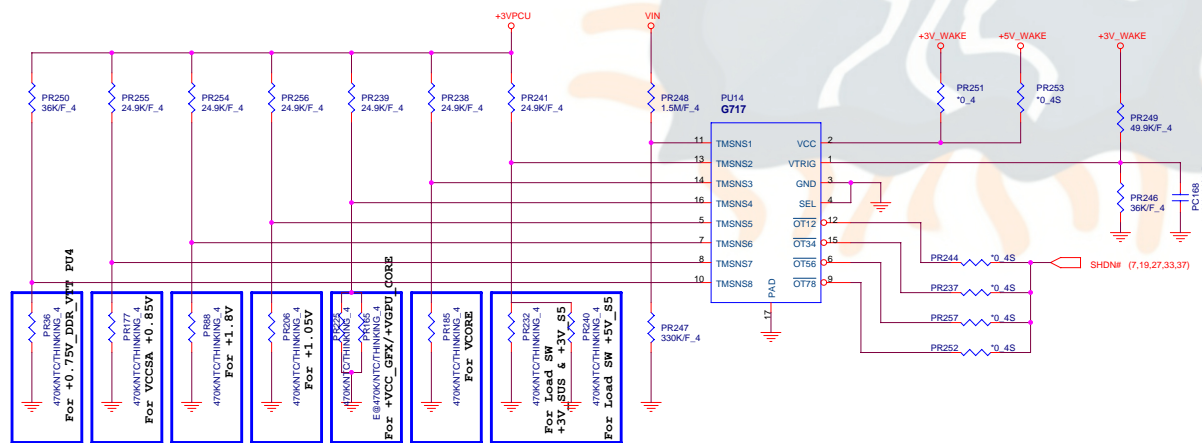 +3VPCU
VIN
+3V_WAKE
+5V_WAKE
+3V_WAKE
PR250
36K/F_4
PR255
24.9K/F_4
PR254
24.9K/F_4
PR256
24.9K/F_4
PR239
24.9K/F_4
PR238
24.9K/F_4
PR241
24.9K/F_4
PR248
1.5M/F_4
PU14
G717
PR251
*0_4
PR253
*0_4S
PR249
49.9K/F_4
11 TMSNS1
13 TMSNS2
14 TMSNS3
16 TMSNS4
5 TMSNS5
7 TMSNS6
8 TMSNS7
10 TMSNS8
VCC 2
VTRIG 1
GND 3
SEL 4
OT12 12
OT34 15
OT56 6
OT78 9
PAD
17
PR246
36K/F_4
PC168
PR244 *0_4S
PR237 *0_4S
PR257 *0_4S
PR252 *0_4S
SHDN# (7,19,27,33,37)
PR247
330K/F_4
PR36
470K/NTC/THINKING_4
For +0.75V_DDR_VTT PU4
PR177
470K/NTC/THINKING_4
For VCCSA +0.85V
PR88
470K/NTC/THINKING_4
For +1.8V
PR206
470K/NTC/THINKING_4
For +1.05V
470K/NTC/THINKING_4
E@470K/NTC/THINKING_4
For +VCC_GFX/+VGPU_CORE
PR185
470K/NTC/THINKING_4
For VCORE
PR232
470K/NTC/THINKING_4
For Load SW
+3V_SUS & +3V_S5
PR240
470K/NTC/THINKING_4
For Load SW +5V_S5